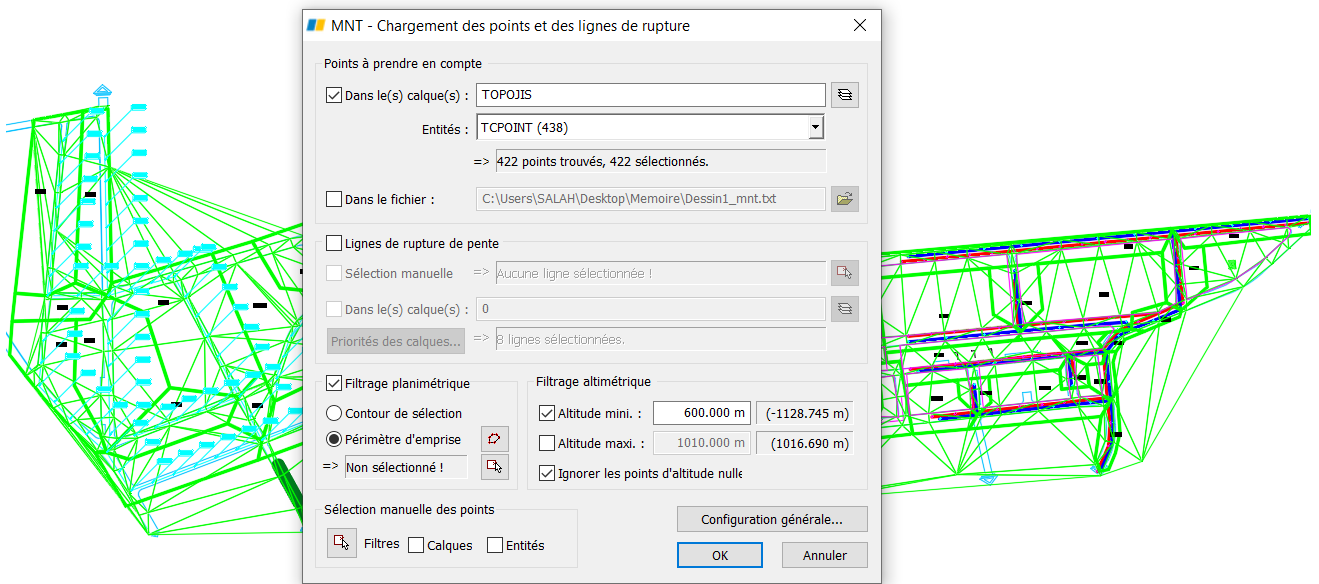 MNT - Chargement des points et des lignes de rupture
Points à prendre en compte
Dans le(s) calque(s) : TOPOJIS
Entités : TCPOINT (438)
=> 422 points trouvés, 422 sélectionnés.
Dans le fichier : C:\Users\SALAH\Desktop\Memoire\Dessin1_mnt.txt
Lignes de rupture de pente
Sélection manuelle => Aucune ligne sélectionnée !
Dans le(s) calque(s) : 0
Priorités des calques... => 8 lignes sélectionnées.
Filtrage planimétrique
Contour de sélection
Périmètre d'emprise
=> Non sélectionné !
Filtrage altimétrique
Altitude mini. : 600.000 m (-1128.745 m)
Altitude maxi. : 1010.000 m (1016.690 m)
Ignorer les points d'altitude nulle
Sélection manuelle des points
Filtres Calques Entités
Configuration générale...
OK Annuler